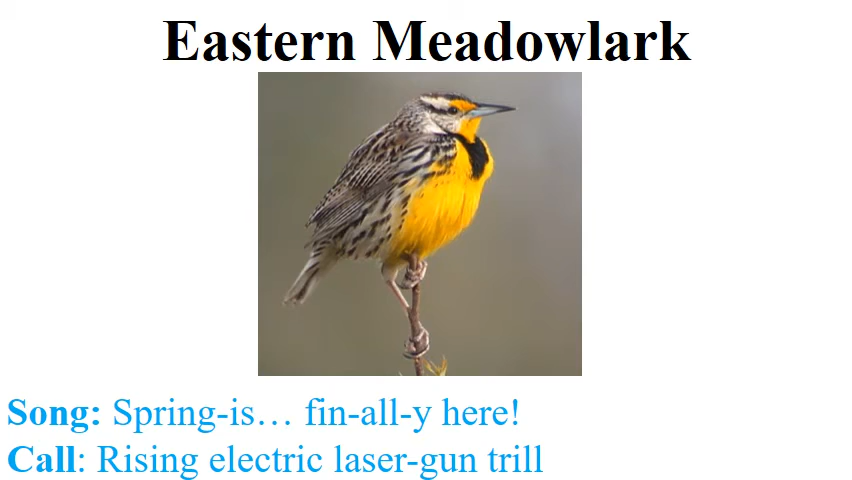 Eastern Meadowlark
Song: Spring-is… fin-all-y here!
Call: Rising electric laser-gun trill